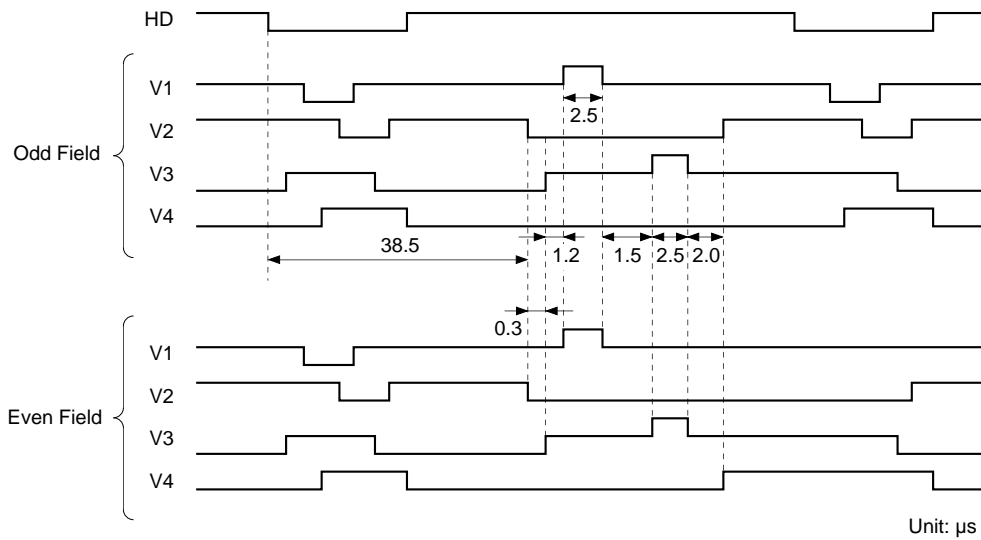 HD
V1
2.5
V2
Odd Field
V3
V4
38.5
1.2
1.5
2.5
2.0
0.3
V1
V2
Even Field
V3
V4
Unit: µs